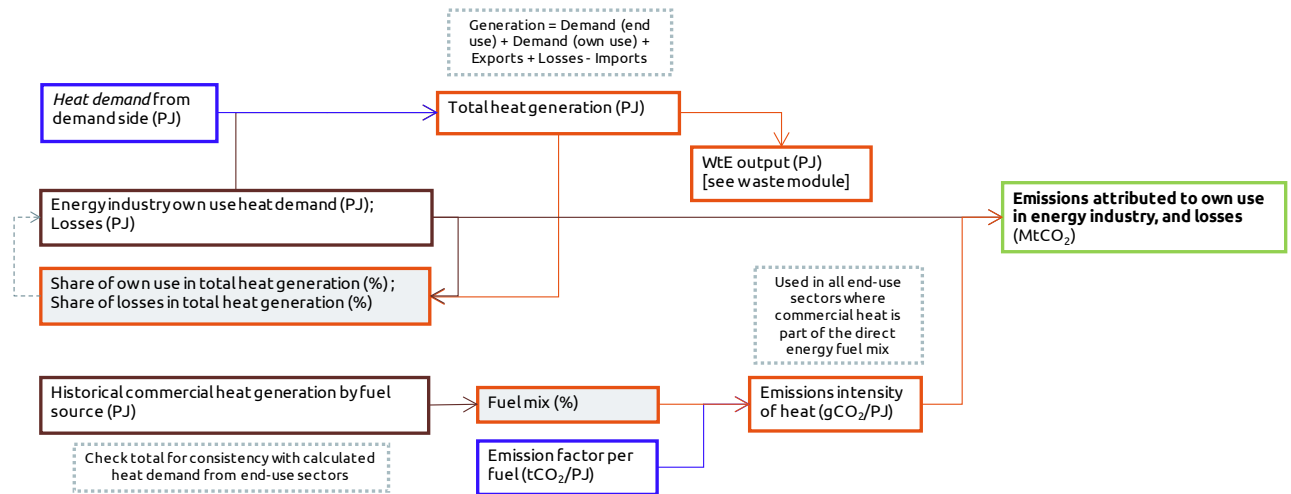 Generation = Demand (end
use) + Demand (own use) +
Exports + Losses - Imports
Heat demand from
demand side (PJ)
Total heat generation (PJ)
WtE output (PJ)
[see waste module]
Energy industry own use heat demand (PJ);
Losses (PJ)
Emissions attributed to own use
in energy industry, and losses
(MtCO₂)
Share of own use in total heat generation (%) ;
Share of losses in total heat generation (%)
Used in all end-use
sectors where
commercial heat is
part of the direct
energy fuel mix
Historical commercial heat generation by fuel
source (PJ)
Fuel mix (%)
Emissions intensity
of heat (gCO₂/PJ)
Check total for consistency with calculated
heat demand from end-use sectors
Emission factor per
fuel (tCO₂/PJ)